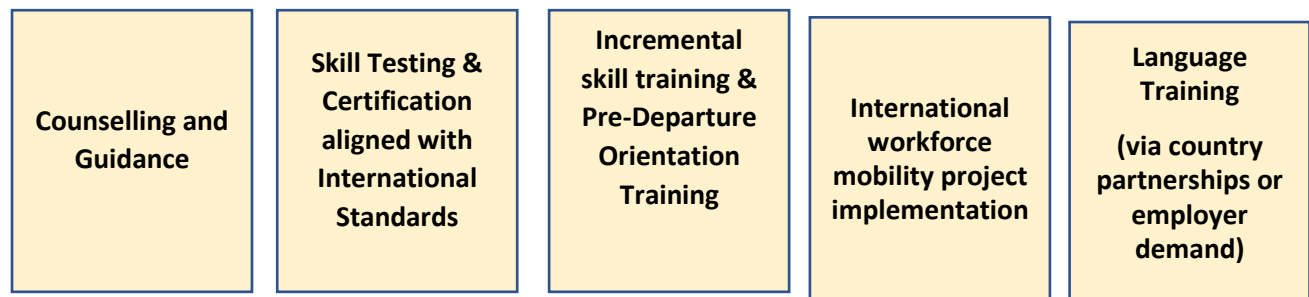 Counselling and
Guidance
Skill Testing &
Certification
aligned with
International
Standards
Incremental
skill training &
Pre-Departure
Orientation
Training
International
workforce
mobility project
implementation
Language
Training
(via country
partnerships or
employer
demand)